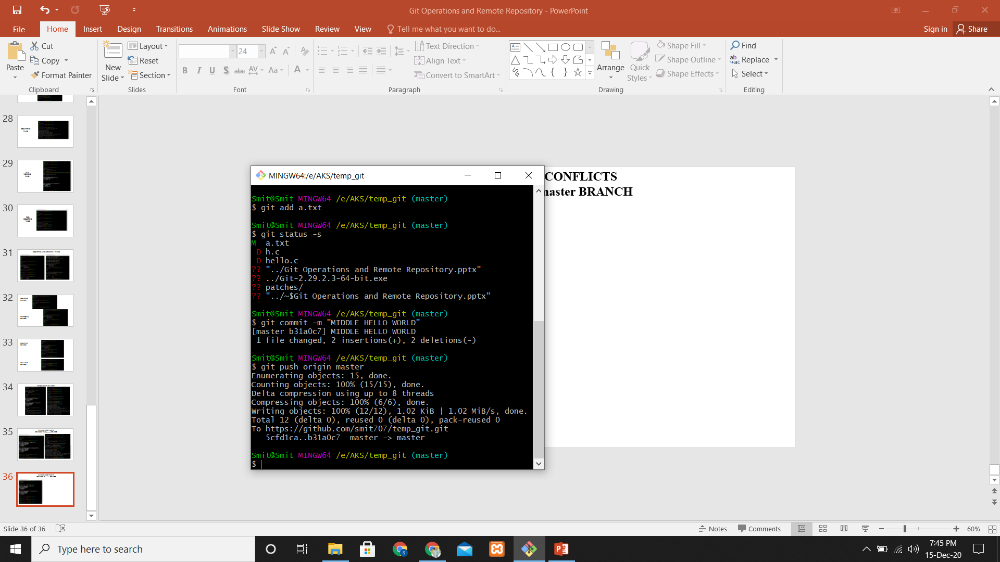 Git Operations and Remote Repository - PowerPoint
File Home Insert Design Transitions Animations Slide Show Review View Tell me what you want to do... Sign in Share
Paste
Cut
Copy
Format Painter
Clipboard
New
Slide
Layout
Reset
Section
Slides
24
B I U S abc AV Aa A
Font
Text Direction
Align Text
Convert to SmartArt
Paragraph
Arrange
Quick
Styles
Shape Fill
Shape Outline
Shape Effects
Drawing
Find
Replace
Select
Editing
28
29
30
31
32
33
34
35
36
CONFLICTS
master BRANCH
MINGW64:/e/AKS/temp_git
Smit@Smit MINGW64 /e/AKS/temp_git (master)
$ git add a.txt
Smit@Smit MINGW64 /e/AKS/temp_git (master)
$ git status -s
M  a.txt
 D h.c
 D hello.c
?? "../Git Operations and Remote Repository.pptx"
?? ../Git-2.29.2.3-64-bit.exe
?? patches/
?? "../~$Git Operations and Remote Repository.pptx"
Smit@Smit MINGW64 /e/AKS/temp_git (master)
$ git commit -m "MIDDLE HELLO WORLD"
[master b31a0c7] MIDDLE HELLO WORLD
 1 file changed, 2 insertions(+), 2 deletions(-)
Smit@Smit MINGW64 /e/AKS/temp_git (master)
$ git push origin master
Enumerating objects: 15, done.
Counting objects: 100% (15/15), done.
Delta compression using up to 8 threads
Compressing objects: 100% (6/6), done.
Writing objects: 100% (12/12), 1.02 KiB | 1.02 MiB/s, done.
Total 12 (delta 0), reused 0 (delta 0), pack-reused 0
To https://github.com/smit707/temp_git.git
   5cfd1ca..b31a0c7  master -> master
Smit@Smit MINGW64 /e/AKS/temp_git (master)
$
Slide 36 of 36
Notes
Comments
60%
Type here to search
7:45 PM
15-Dec-20